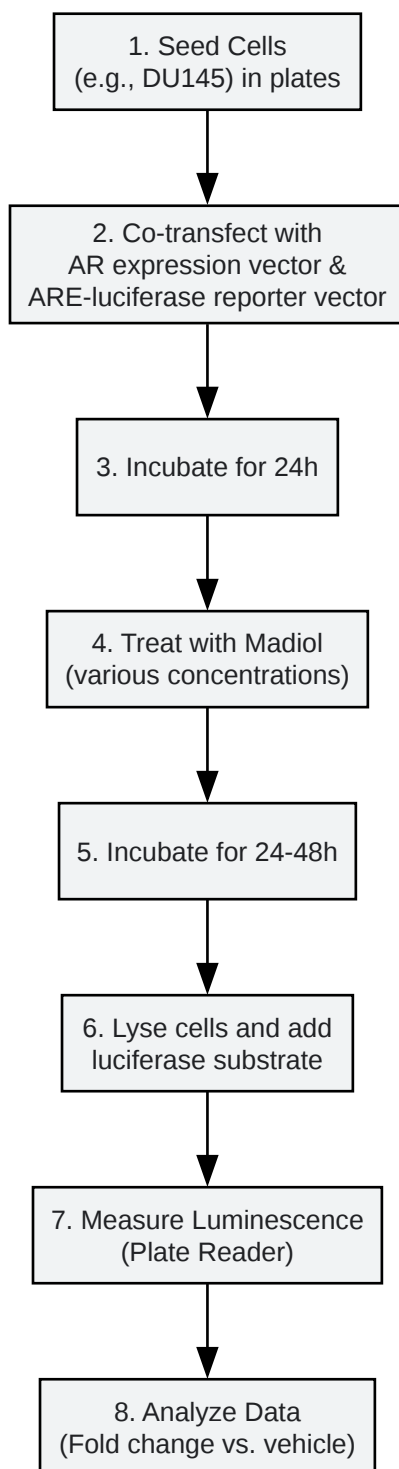 1. Seed Cells
(e.g., DU145) in plates
2. Co-transfect with
AR expression vector &
ARE-luciferase reporter vector
3. Incubate for 24h
4. Treat with Madiol
(various concentrations)
5. Incubate for 24-48h
6. Lyse cells and add
luciferase substrate
7. Measure Luminescence
(Plate Reader)
8. Analyze Data
(Fold change vs. vehicle)